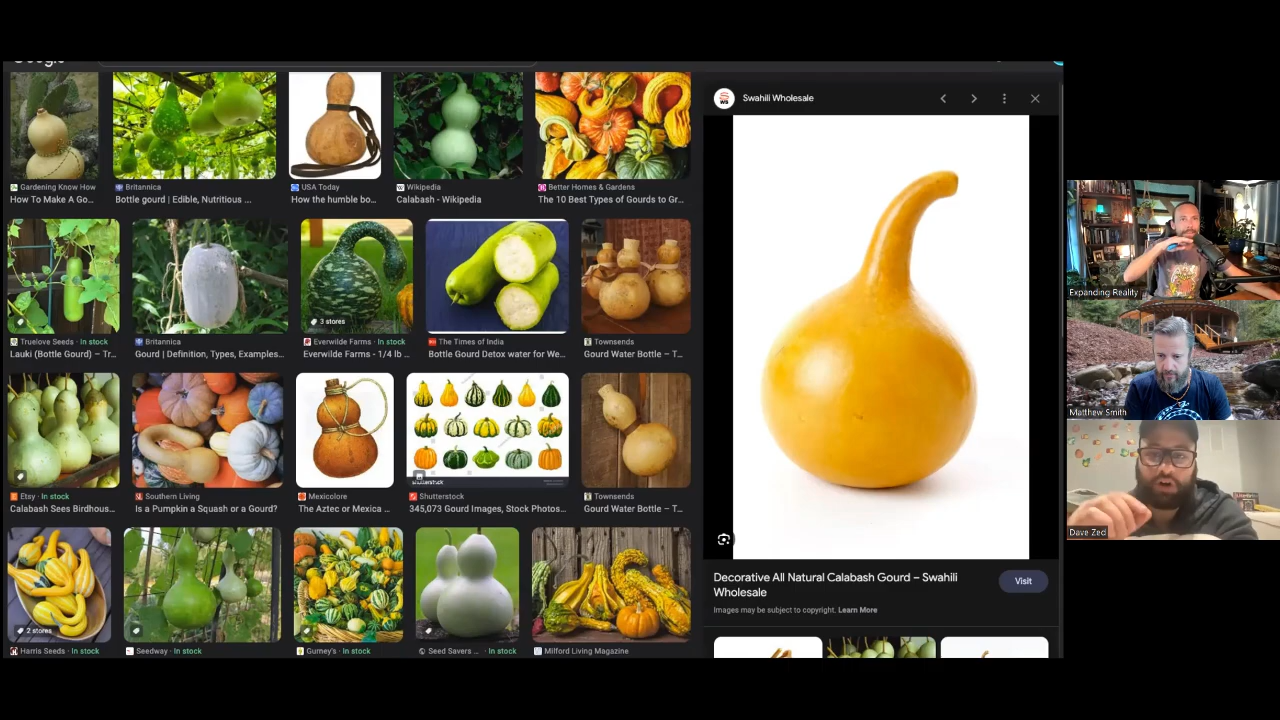 Google
Gardening Know How
How To Make A Go...
Britannica
Bottle gourd | Edible, Nutritious ...
USA Today
How the humble bo...
Wikipedia
Calabash - Wikipedia
Better Homes & Gardens
The 10 Best Types of Gourds to Gr...
Truelove Seeds · In stock
Lauki (Bottle Gourd) – Tr...
Britannica
Gourd | Definition, Types, Examples...
3 stores
Everwilde Farms · In stock
Everwilde Farms - 1/4 lb ...
The Times of India
Bottle Gourd Detox water for We...
Townsends
Gourd Water Bottle – T...
Etsy · In stock
Calabash Sees Birdhous...
Southern Living
Is a Pumpkin a Squash or a Gourd?
Mexicolore
The Aztec or Mexica ...
shutterstock
Shutterstock
345,073 Gourd Images, Stock Photos...
Townsends
Gourd Water Bottle – T...
2 stores
Harris Seeds · In stock
Seedway · In stock
Gurney's · In stock
Seed Savers ... · In stock
Milford Living Magazine
Swahili Wholesale
Decorative All Natural Calabash Gourd – Swahili
Wholesale
Visit
Images may be subject to copyright. Learn More
Expanding Reality
Matthew Smith
Dave Zed